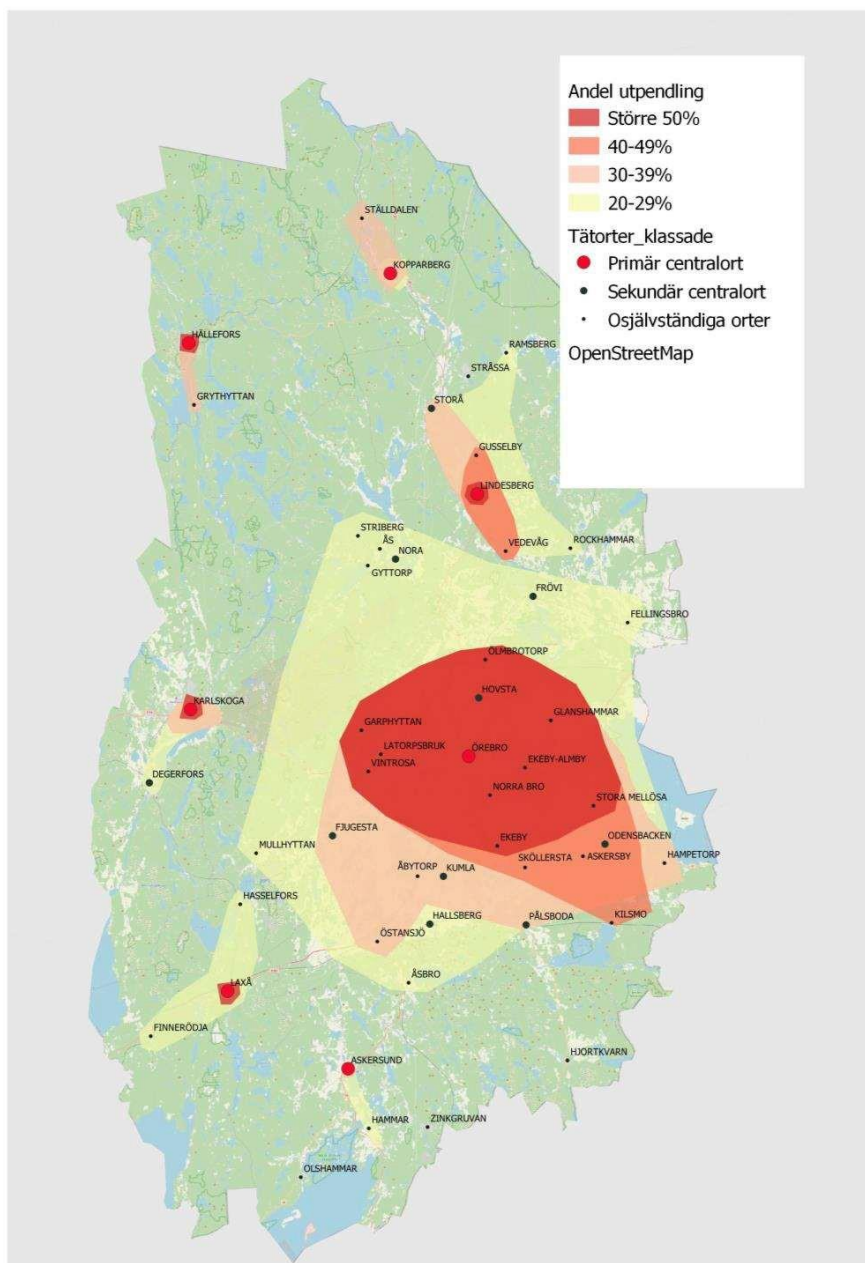 Andel utpendling
Större 50%
40-49%
30-39%
20-29%
Tätorter_klassade
Primär centralort
Sekundär centralort
Osjälvständiga orter
OpenStreetMap
STÄLLDALEN
KOPPARBERG
HÄLLEFORS
RAMSBERG
STRÅSSA
GRYTHYTTAN
STORÅ
GUSSELBY
LINDESBERG
STRIBERG
ÅS
NORA
VEDEVÅG
ROCKHAMMAR
GYTTORP
FRÖVI
FELLINGSBRO
ÖLMBROTORP
HOVSTA
KARLSKOGA
GLANSHAMMAR
GARPHYTTAN
LATORPSBRUK
ÖREBRO
VINTROSA
EKEBY-ALMBY
DEGERFORS
NORRA BRO
STORA MELLÖSA
FJUGESTA
EKEBY
ODENSBACKEN
MULLHYTTAN
SKÖLLERSTA
ASKERSBY
HAMPETORP
ÅBYTORP
KUMLA
HASSELFORS
HALLSBERG
PÅLSBODA
KILSMO
ÖSTANSJÖ
ÅSBRO
LAXÅ
FINNERÖDJA
HJORTKVARN
ASKERSUND
HAMMAR
ZINKGRUVAN
OLSHAMMAR